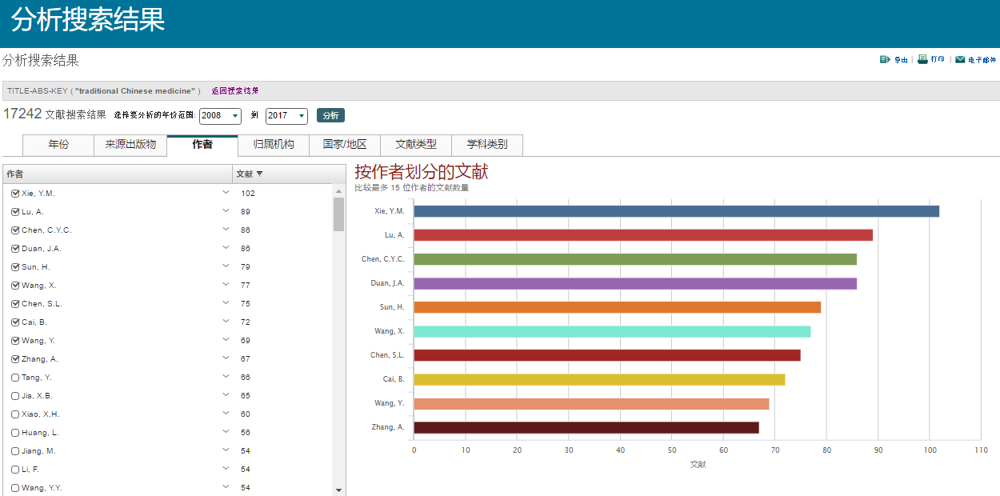 分析搜索结果
分析搜索结果
导出 | 打印 | 电子邮件
TITLE-ABS-KEY ( "traditional Chinese medicine" ) 返回搜索结果
17242 文献搜索结果 选择要分析的年份范围: 2008 到 2017 分析
年份 来源出版物 作者 归属机构 国家/地区 文献类型 学科类别
作者 文献
Xie, Y.M. 102
Lu, A. 89
Chen, C.Y.C. 86
Duan, J.A. 86
Sun, H. 79
Wang, X. 77
Chen, S.L. 75
Cai, B. 72
Wang, Y. 69
Zhang, A. 67
Tang, Y. 66
Jia, X.B. 65
Xiao, X.H. 60
Huang, L. 56
Jiang, M. 54
Li, F. 54
Wang, Y.Y. 54
按作者划分的文献
比较最多 15 位作者的文献数量
Xie, Y.M.
Lu, A.
Chen, C.Y.C.
Duan, J.A.
Sun, H.
Wang, X.
Chen, S.L.
Cai, B.
Wang, Y.
Zhang, A.
0 10 20 30 40 50 60 70 80 90 100 110
文献